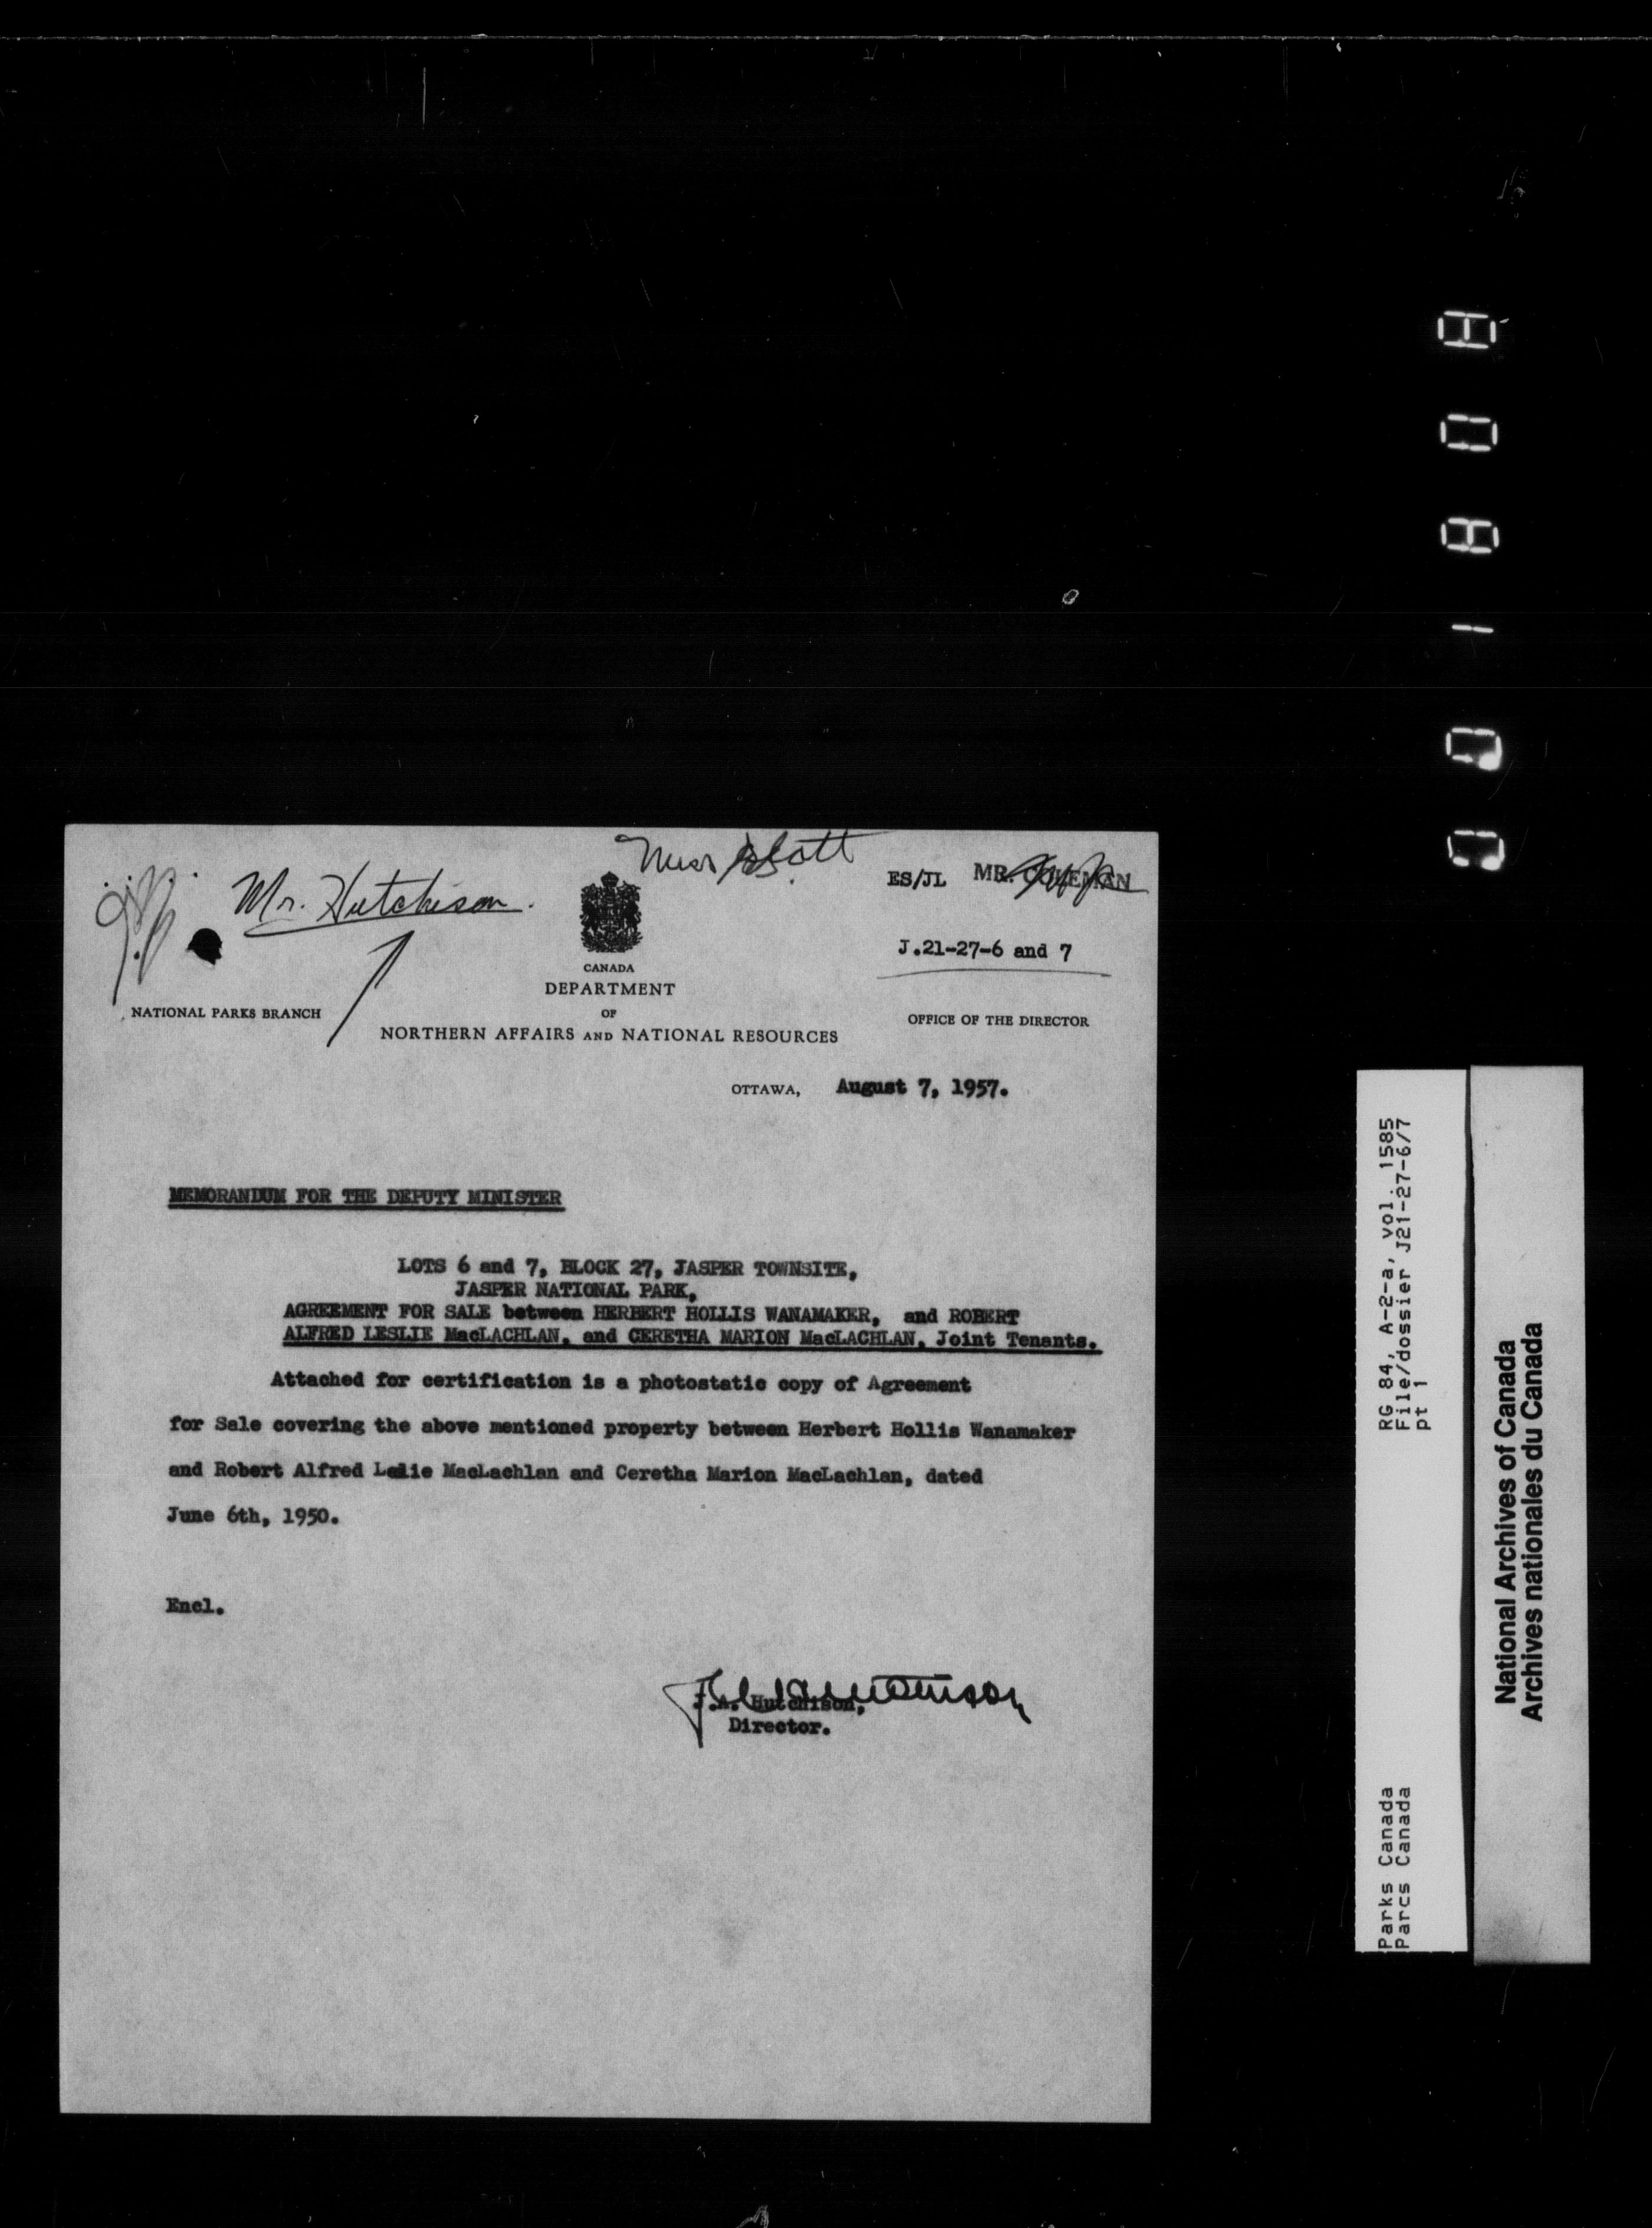 Miss Scott
Mr. Hutchison.
ES/JL MR.
J.21-27-6 and 7
CANADA
DEPARTMENT
OF
NORTHERN AFFAIRS AND NATIONAL RESOURCES
NATIONAL PARKS BRANCH
OFFICE OF THE DIRECTOR
OTTAWA, August 7, 1957.
MEMORANDUM FOR THE DEPUTY MINISTER
LOTS 6 and 7, BLOCK 27, JASPER TOWNSITE,
JASPER NATIONAL PARK,
AGREEMENT FOR SALE between HERBERT HOLLIS WANAMAKER, and ROBERT
ALFRED LESLIE MacLACHLAN, and CERETHA MARION MacLACHLAN, Joint Tenants.
Attached for certification is a photostatic copy of Agreement
for Sale covering the above mentioned property between Herbert Hollis Wanamaker
and Robert Alfred Leslie MacLachlan and Ceretha Marion MacLachlan, dated
June 6th, 1950.
Encl.
J.A. Hutchison,
Director.
RG 84, A-2-a, vol. 1585
File/dossier J21-27-6/7
pt 1
Parks Canada
Parcs Canada
National Archives of Canada
Archives nationales du Canada